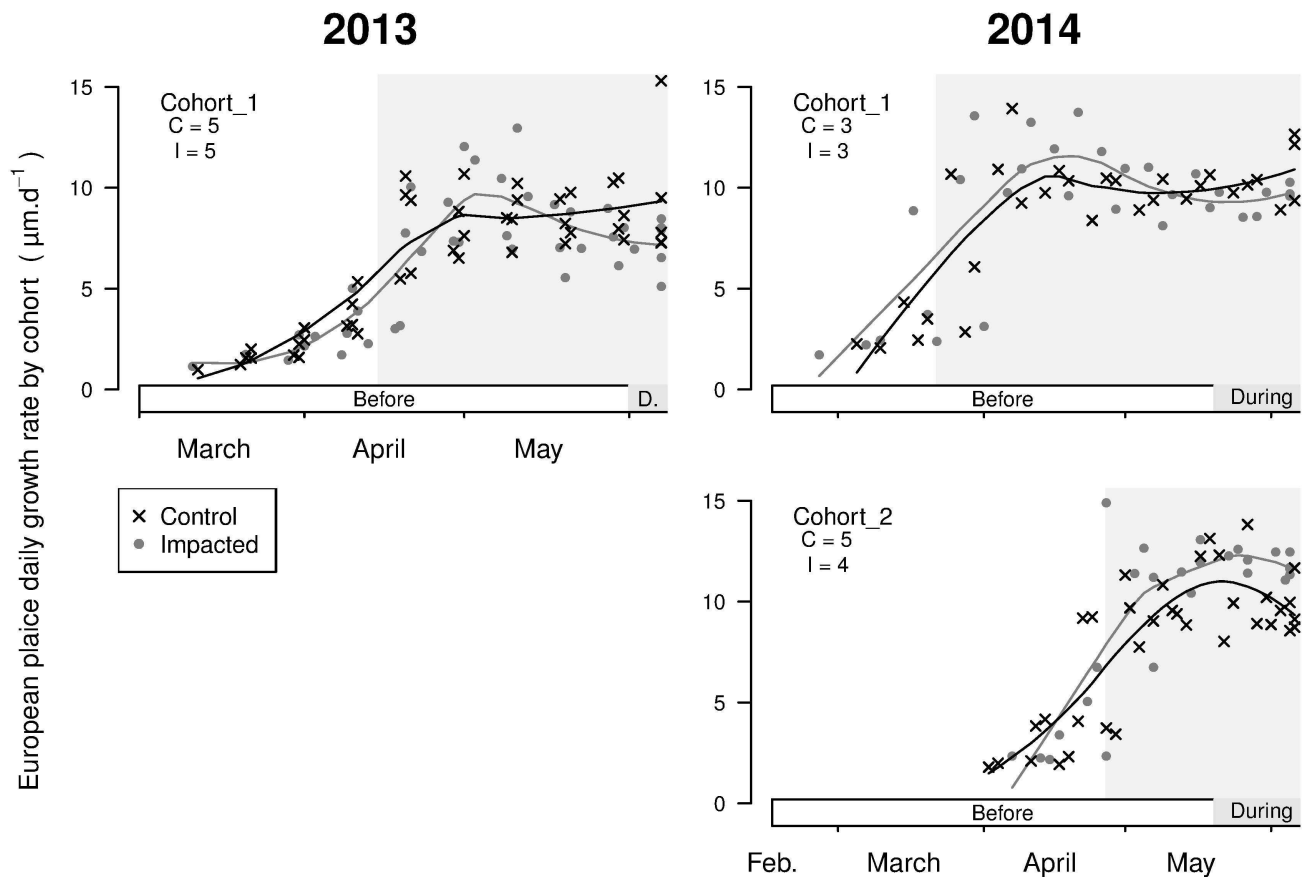 2013
2014
European plaice daily growth rate by cohort ( µm.d⁻¹ )
15
10
5
0
Cohort_1
C = 5
I = 5
Before
D.
March
April
May
Control
Impacted
15
10
5
0
Cohort_1
C = 3
I = 3
Before
During
15
10
5
0
Cohort_2
C = 5
I = 4
Before
During
Feb.
March
April
May